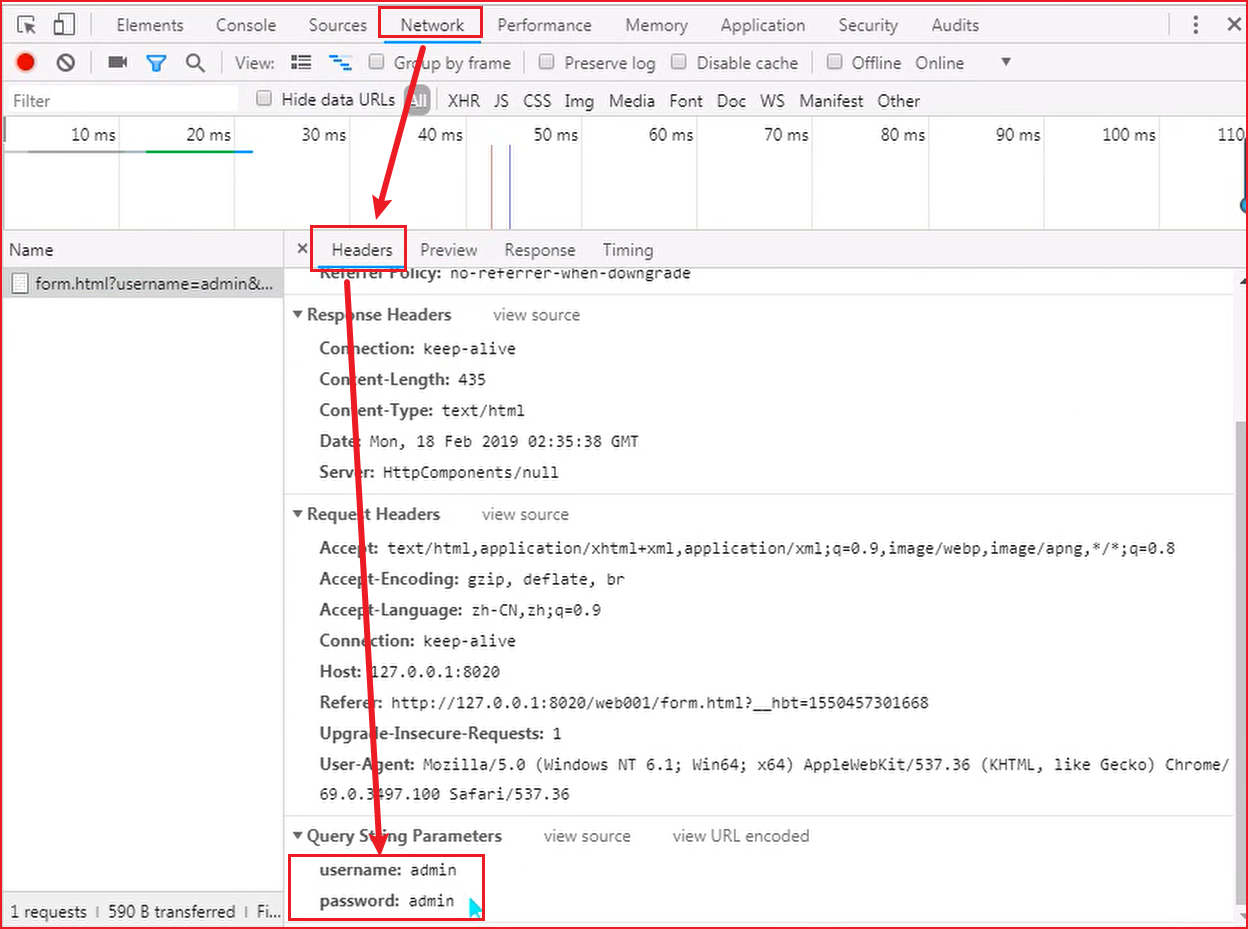 Elements Console Sources Network Performance Memory Application Security Audits
View: Group by frame Preserve log Disable cache Offline Online
Filter Hide data URLs All XHR JS CSS Img Media Font Doc WS Manifest Other
10 ms 20 ms 30 ms 40 ms 50 ms 60 ms 70 ms 80 ms 90 ms 100 ms 110
Name
form.html?username=admin&...
Headers Preview Response Timing
Referrer Policy: no-referrer-when-downgrade
Response Headers view source
Connection: keep-alive
Content-Length: 435
Content-Type: text/html
Date: Mon, 18 Feb 2019 02:35:38 GMT
Server: HttpComponents/null
Request Headers view source
Accept: text/html,application/xhtml+xml,application/xml;q=0.9,image/webp,image/apng,*/*;q=0.8
Accept-Encoding: gzip, deflate, br
Accept-Language: zh-CN,zh;q=0.9
Connection: keep-alive
Host: 127.0.0.1:8020
Referer: http://127.0.0.1:8020/web001/form.html?__hbt=1550457301668
Upgrade-Insecure-Requests: 1
User-Agent: Mozilla/5.0 (Windows NT 6.1; Win64; x64) AppleWebKit/537.36 (KHTML, like Gecko) Chrome/
69.0.3497.100 Safari/537.36
Query String Parameters view source view URL encoded
username: admin
password: admin
1 requests | 590 B transferred | Fi...